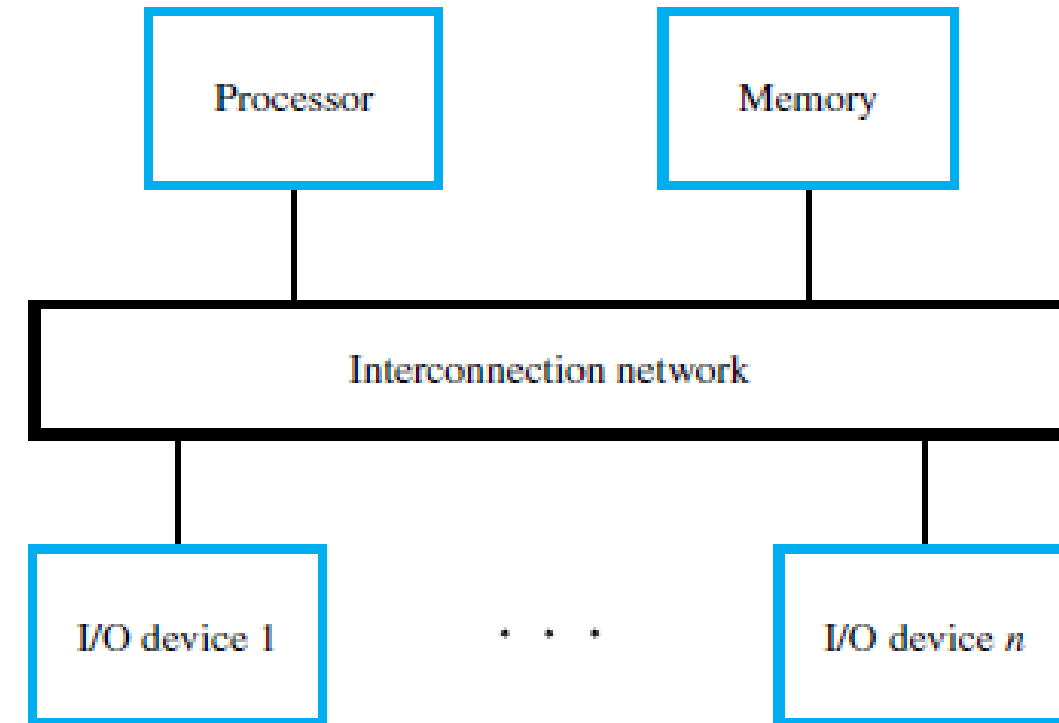 Processor
Memory
Interconnection network
I/O device 1
. . .
I/O device n